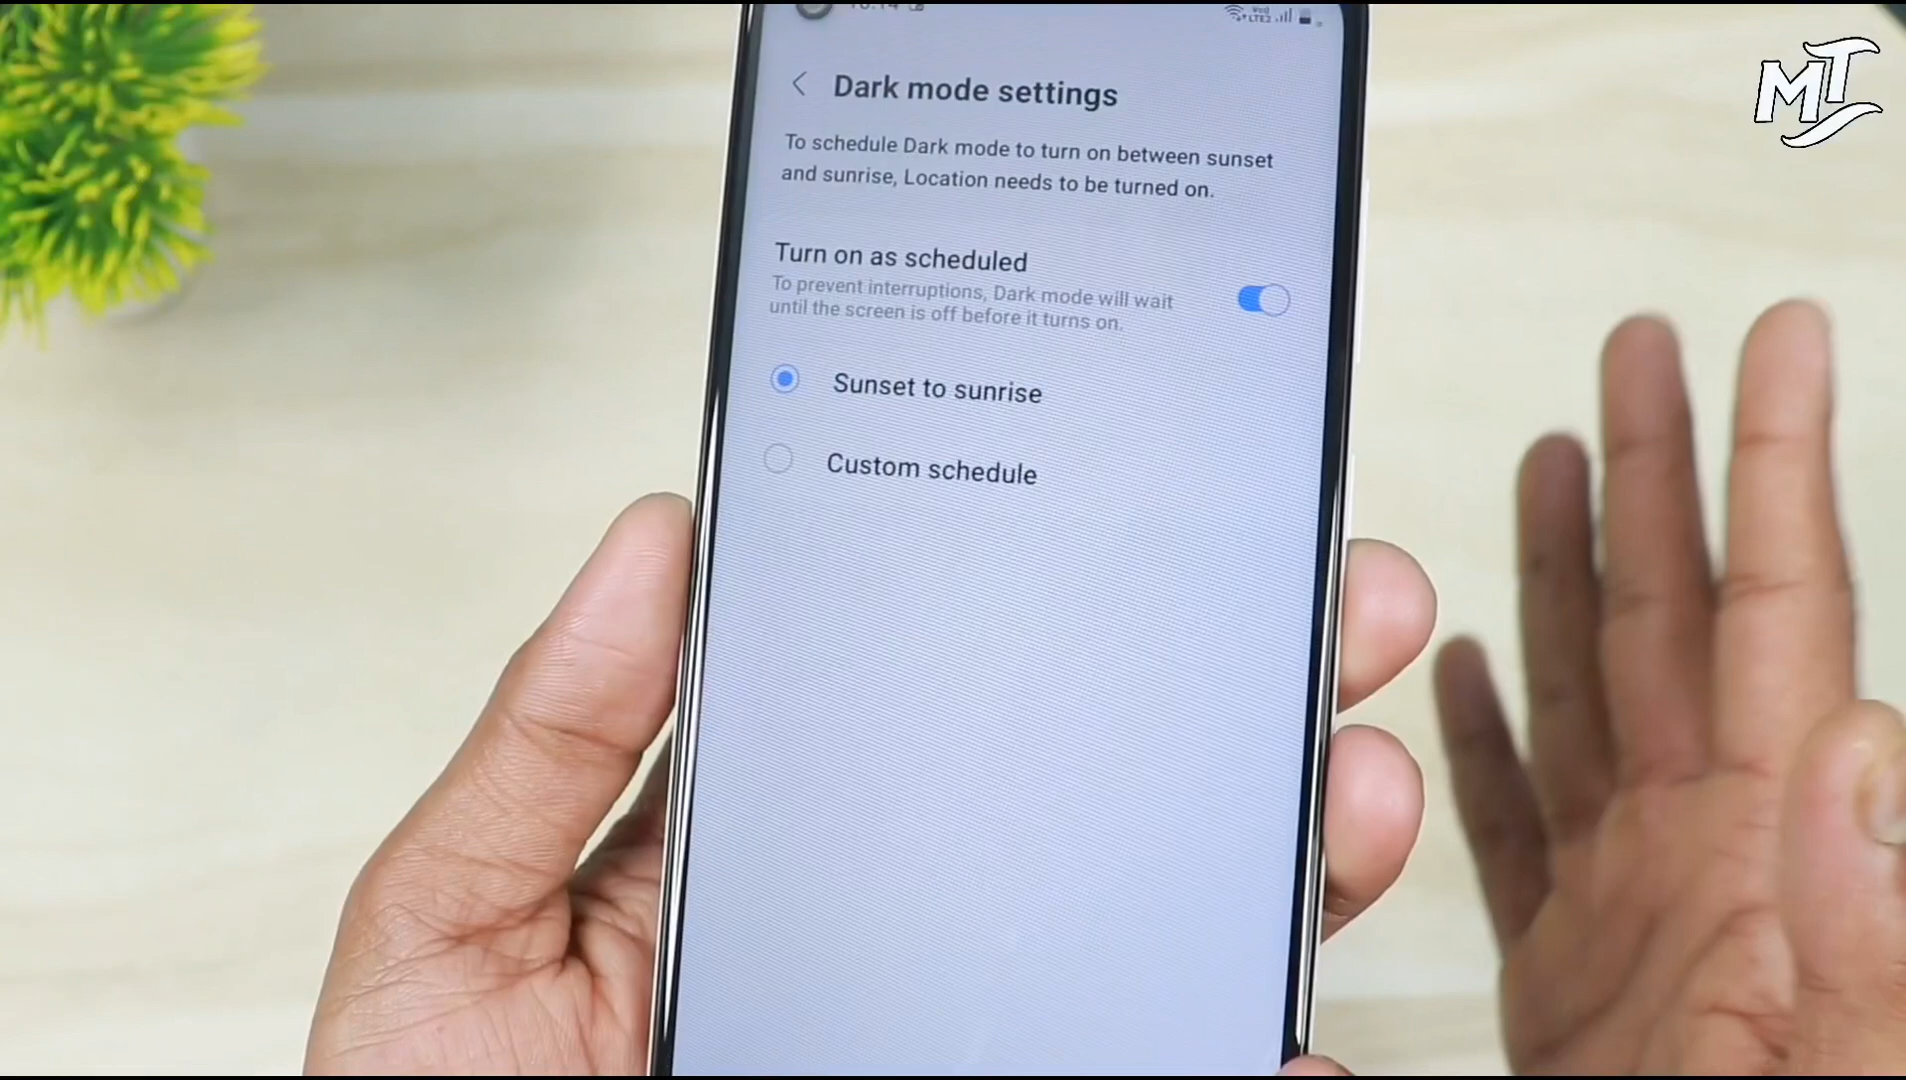 MT
Dark mode settings
To schedule Dark mode to turn on between sunset
and sunrise, Location needs to be turned on.
Turn on as scheduled
To prevent interruptions, Dark mode will wait
until the screen is off before it turns on.
Sunset to sunrise
Custom schedule